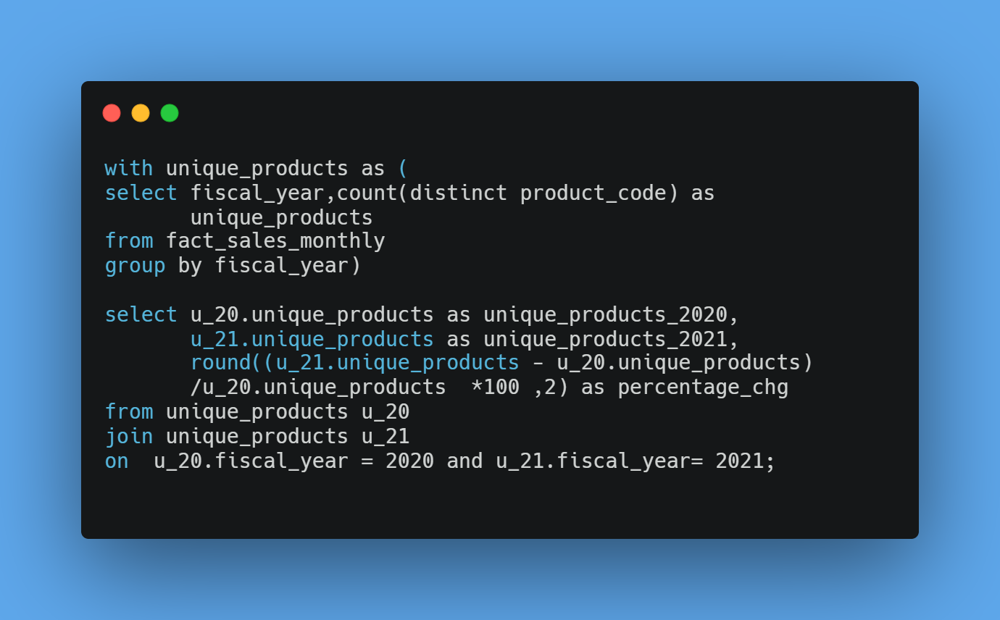 with unique_products as (
select fiscal_year,count(distinct product_code) as
       unique_products
from fact_sales_monthly
group by fiscal_year)

select u_20.unique_products as unique_products_2020,
       u_21.unique_products as unique_products_2021,
       round((u_21.unique_products - u_20.unique_products)
       /u_20.unique_products  *100 ,2) as percentage_chg
from unique_products u_20
join unique_products u_21
on  u_20.fiscal_year = 2020 and u_21.fiscal_year= 2021;